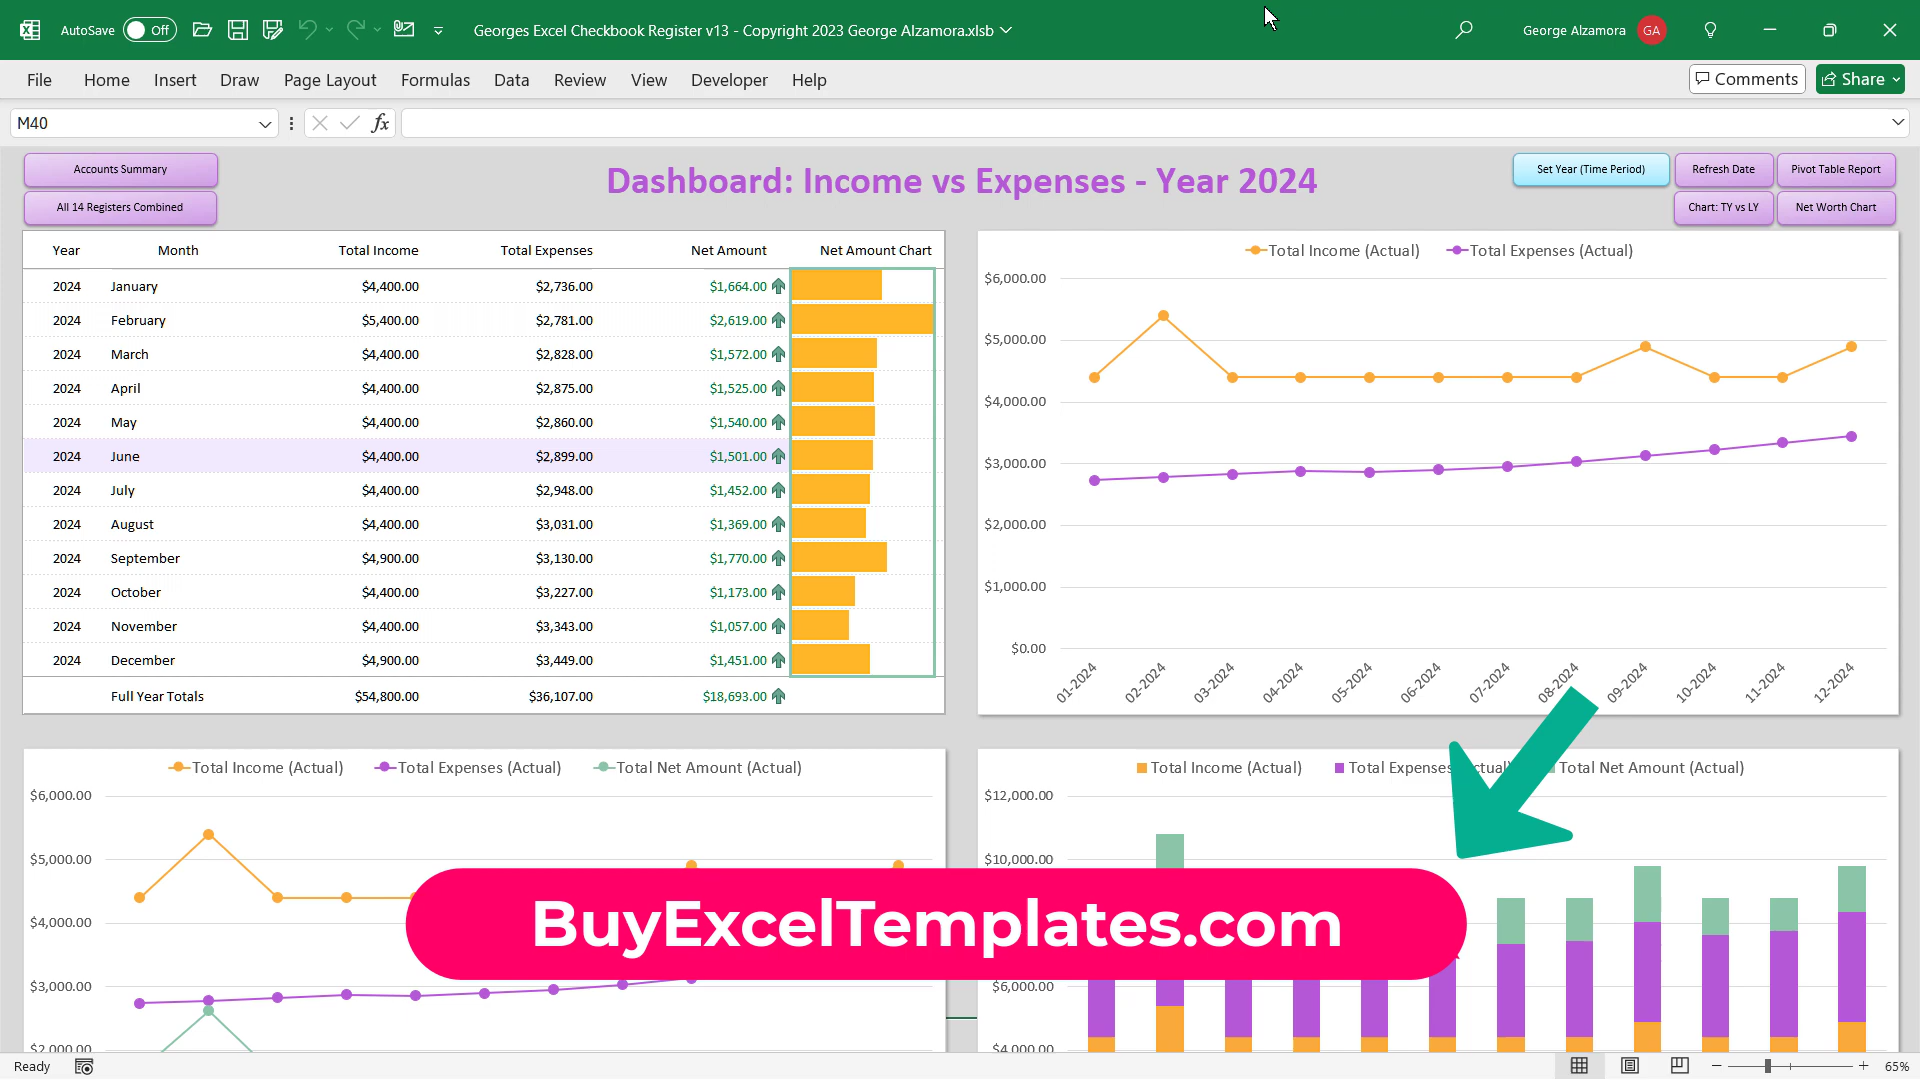 AutoSave Off Georges Excel Checkbook Register v13 - Copyright 2023 George Alzamora.xlsb George Alzamora GA
File Home Insert Draw Page Layout Formulas Data Review View Developer Help Comments Share
M40 fx
Accounts Summary
All 14 Registers Combined
Dashboard: Income vs Expenses - Year 2024
Set Year (Time Period) Refresh Date Pivot Table Report
Chart: TY vs LY Net Worth Chart
Year Month Total Income Total Expenses Net Amount Net Amount Chart
2024 January $4,400.00 $2,736.00 $1,664.00
2024 February $5,400.00 $2,781.00 $2,619.00
2024 March $4,400.00 $2,828.00 $1,572.00
2024 April $4,400.00 $2,875.00 $1,525.00
2024 May $4,400.00 $2,860.00 $1,540.00
2024 June $4,400.00 $2,899.00 $1,501.00
2024 July $4,400.00 $2,948.00 $1,452.00
2024 August $4,400.00 $3,031.00 $1,369.00
2024 September $4,900.00 $3,130.00 $1,770.00
2024 October $4,400.00 $3,227.00 $1,173.00
2024 November $4,400.00 $3,343.00 $1,057.00
2024 December $4,900.00 $3,449.00 $1,451.00
Full Year Totals $54,800.00 $36,107.00 $18,693.00
Total Income (Actual) Total Expenses (Actual)
$6,000.00
$5,000.00
$4,000.00
$3,000.00
$2,000.00
$1,000.00
$0.00
01-2024 02-2024 03-2024 04-2024 05-2024 06-2024 07-2024 08-2024 09-2024 10-2024 11-2024 12-2024
Total Income (Actual) Total Expenses (Actual) Total Net Amount (Actual)
$6,000.00
$5,000.00
$4,000.00
$3,000.00
$2,000.00
Total Income (Actual) Total Expenses ctual) Total Net Amount (Actual)
$12,000.00
$10,000.00
$6,000.00
$4,000.00
BuyExcelTemplates.com
Ready 65%